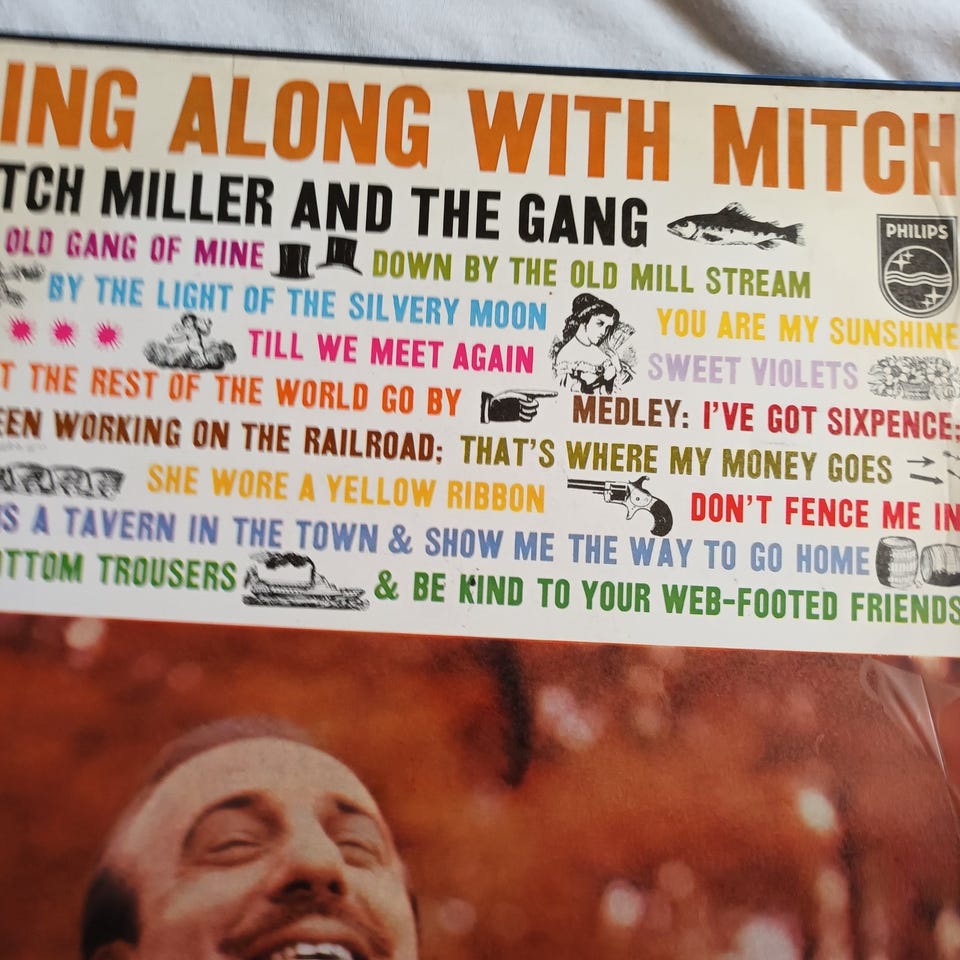 ING ALONG WITH MITCH
TCH MILLER AND THE GANG
PHILIPS
OLD GANG OF MINE DOWN BY THE OLD MILL STREAM
BY THE LIGHT OF THE SILVERY MOON YOU ARE MY SUNSHINE
TILL WE MEET AGAIN SWEET VIOLETS
T THE REST OF THE WORLD GO BY MEDLEY: I'VE GOT SIXPENCE;
EEN WORKING ON THE RAILROAD; THAT'S WHERE MY MONEY GOES
SHE WORE A YELLOW RIBBON DON'T FENCE ME IN
IS A TAVERN IN THE TOWN & SHOW ME THE WAY TO GO HOME
OTTOM TROUSERS & BE KIND TO YOUR WEB-FOOTED FRIENDS